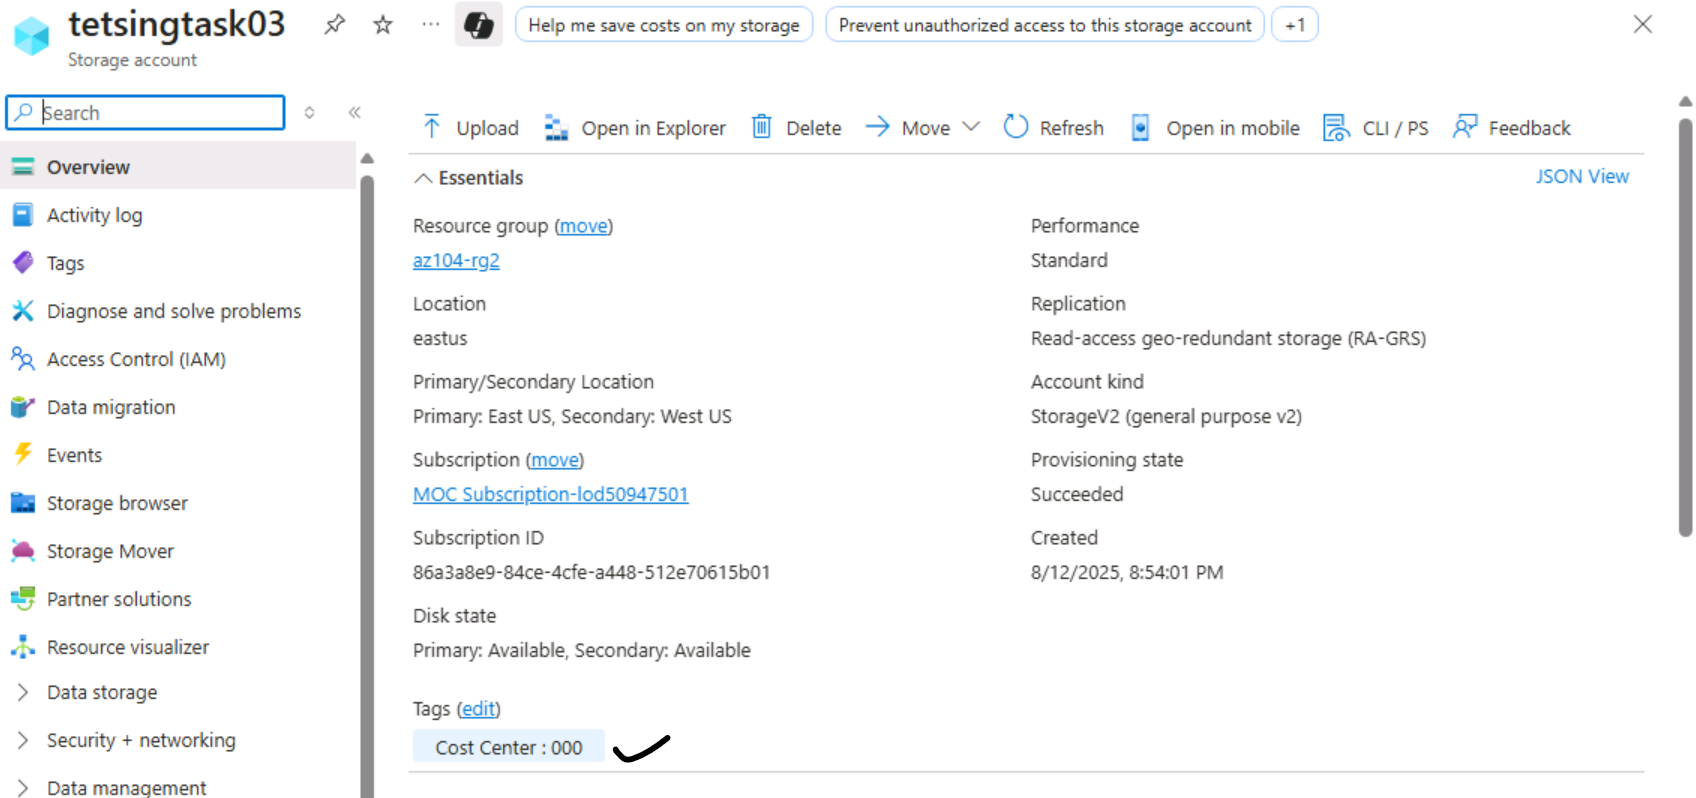 tetsingtask03
Storage account
Help me save costs on my storage
Prevent unauthorized access to this storage account
+1
Search
Overview
Activity log
Tags
Diagnose and solve problems
Access Control (IAM)
Data migration
Events
Storage browser
Storage Mover
Partner solutions
Resource visualizer
Data storage
Security + networking
Data management
Upload
Open in Explorer
Delete
Move
Refresh
Open in mobile
CLI / PS
Feedback
Essentials
JSON View
Resource group (move)
az104-rg2
Location
eastus
Primary/Secondary Location
Primary: East US, Secondary: West US
Subscription (move)
MOC Subscription-lod50947501
Subscription ID
86a3a8e9-84ce-4cfe-a448-512e70615b01
Disk state
Primary: Available, Secondary: Available
Performance
Standard
Replication
Read-access geo-redundant storage (RA-GRS)
Account kind
StorageV2 (general purpose v2)
Provisioning state
Succeeded
Created
8/12/2025, 8:54:01 PM
Tags (edit)
Cost Center : 000